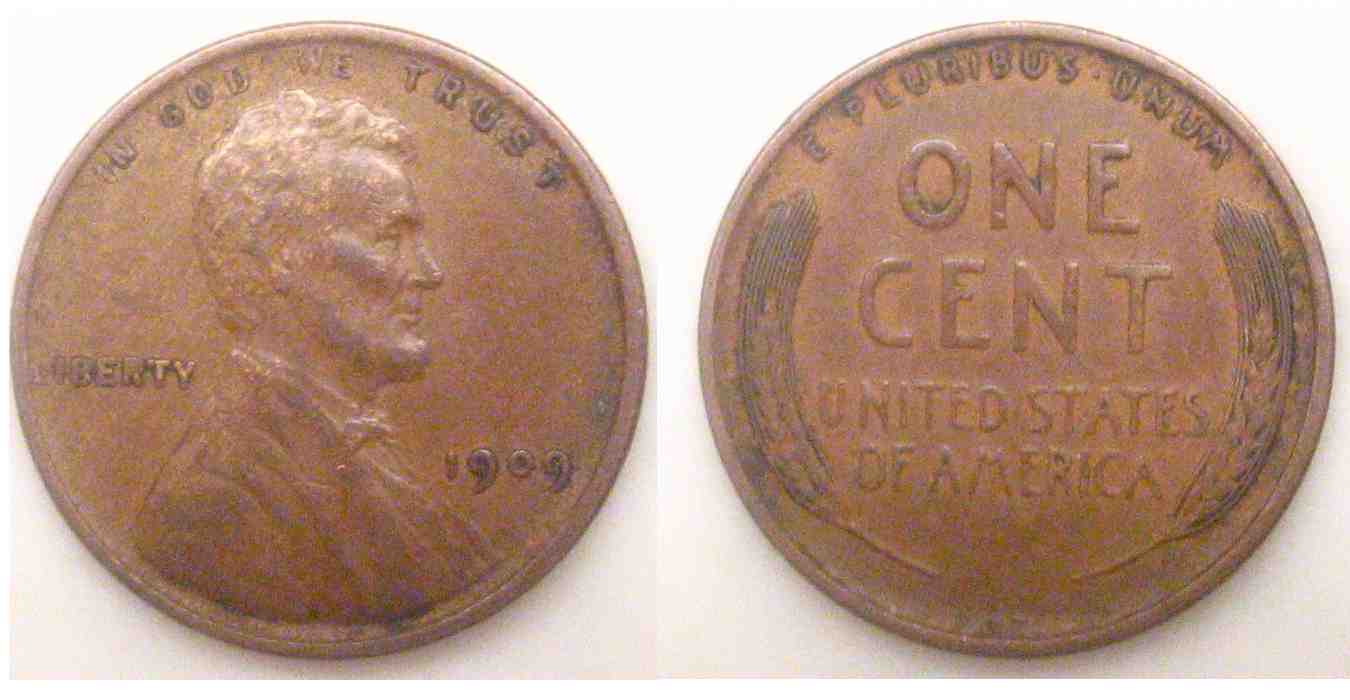 IN GOD WE TRUST
LIBERTY
1909
E PLURIBUS · UNUM
ONE
CENT
UNITED STATES
OF AMERICA